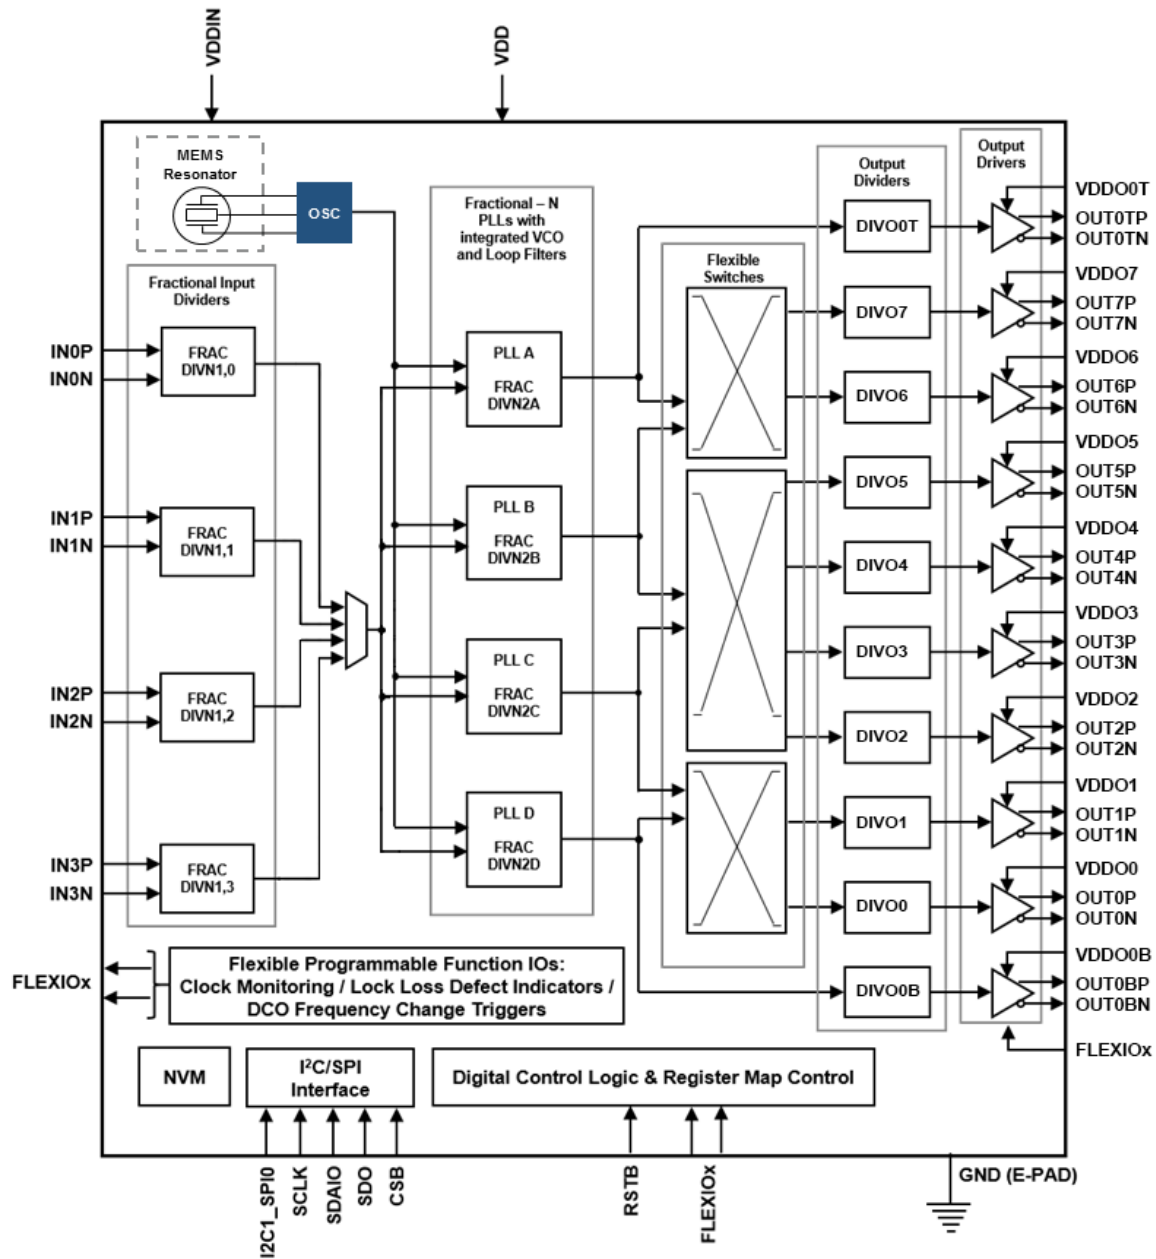 VDDIN
VDD
MEMS
Resonator
OSC
Fractional Input
Dividers
IN0P
IN0N
FRAC
DIVN1,0
IN1P
IN1N
FRAC
DIVN1,1
IN2P
IN2N
FRAC
DIVN1,2
IN3P
IN3N
FRAC
DIVN1,3
Fractional – N
PLLs with
integrated VCO
and Loop Filters
PLL A
FRAC
DIVN2A
PLL B
FRAC
DIVN2B
PLL C
FRAC
DIVN2C
PLL D
FRAC
DIVN2D
Flexible
Switches
Output
Dividers
DIVO0T
DIVO7
DIVO6
DIVO5
DIVO4
DIVO3
DIVO2
DIVO1
DIVO0
DIVO0B
Output
Drivers
VDDO0T
OUT0TP
OUT0TN
VDDO7
OUT7P
OUT7N
VDDO6
OUT6P
OUT6N
VDDO5
OUT5P
OUT5N
VDDO4
OUT4P
OUT4N
VDDO3
OUT3P
OUT3N
VDDO2
OUT2P
OUT2N
VDDO1
OUT1P
OUT1N
VDDO0
OUT0P
OUT0N
VDDO0B
OUT0BP
OUT0BN
FLEXIOx
FLEXIOx
Flexible Programmable Function IOs:
Clock Monitoring / Lock Loss Defect Indicators /
DCO Frequency Change Triggers
NVM
I²C/SPI
Interface
Digital Control Logic & Register Map Control
I2C1_SPI0
SCLK
SDAIO
SDO
CSB
RSTB
FLEXIOx
GND (E-PAD)